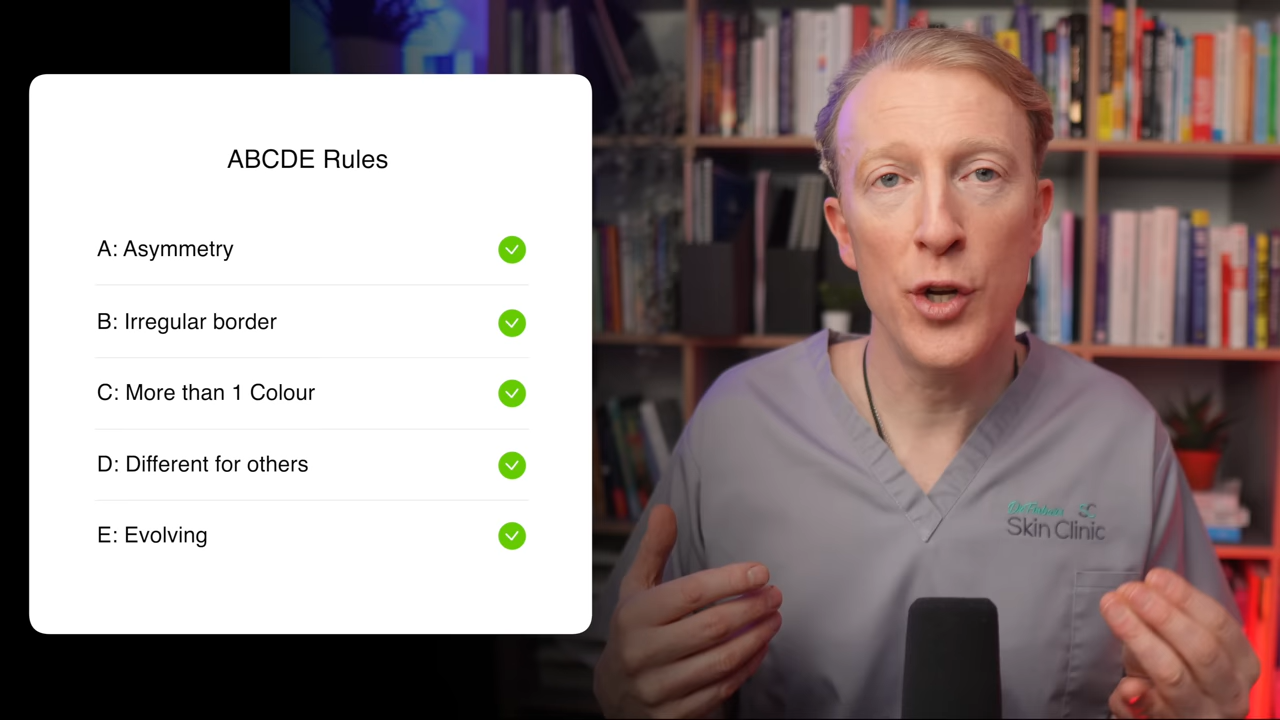 ABCDE Rules
A: Asymmetry
B: Irregular border
C: More than 1 Colour
D: Different for others
E: Evolving
Skin Clinic